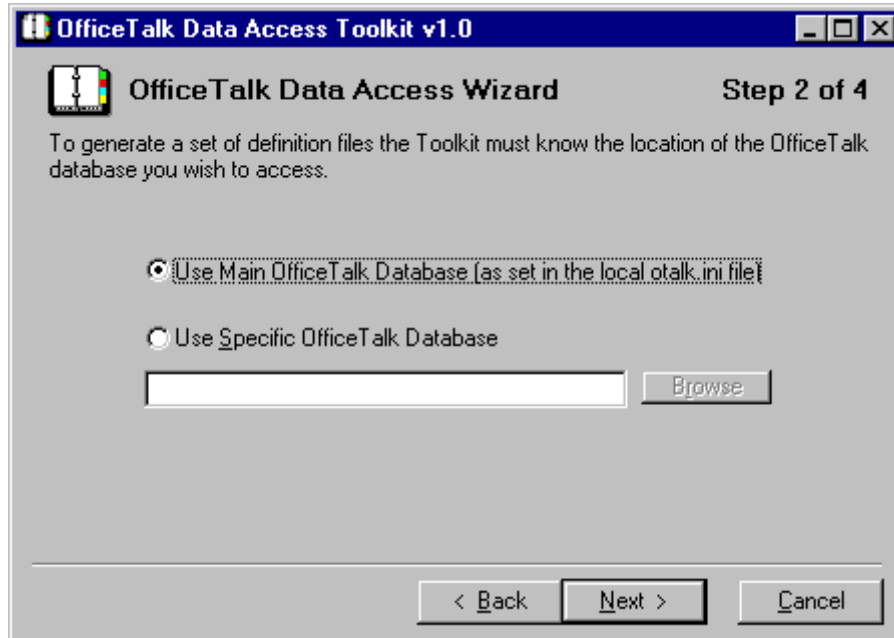 OfficeTalk Data Access Toolkit v1.0
OfficeTalk Data Access Wizard Step 2 of 4
To generate a set of definition files the Toolkit must know the location of the OfficeTalk
database you wish to access.
Use Main OfficeTalk Database (as set in the local otalk.ini file)
Use Specific OfficeTalk Database
Browse
< Back Next > Cancel